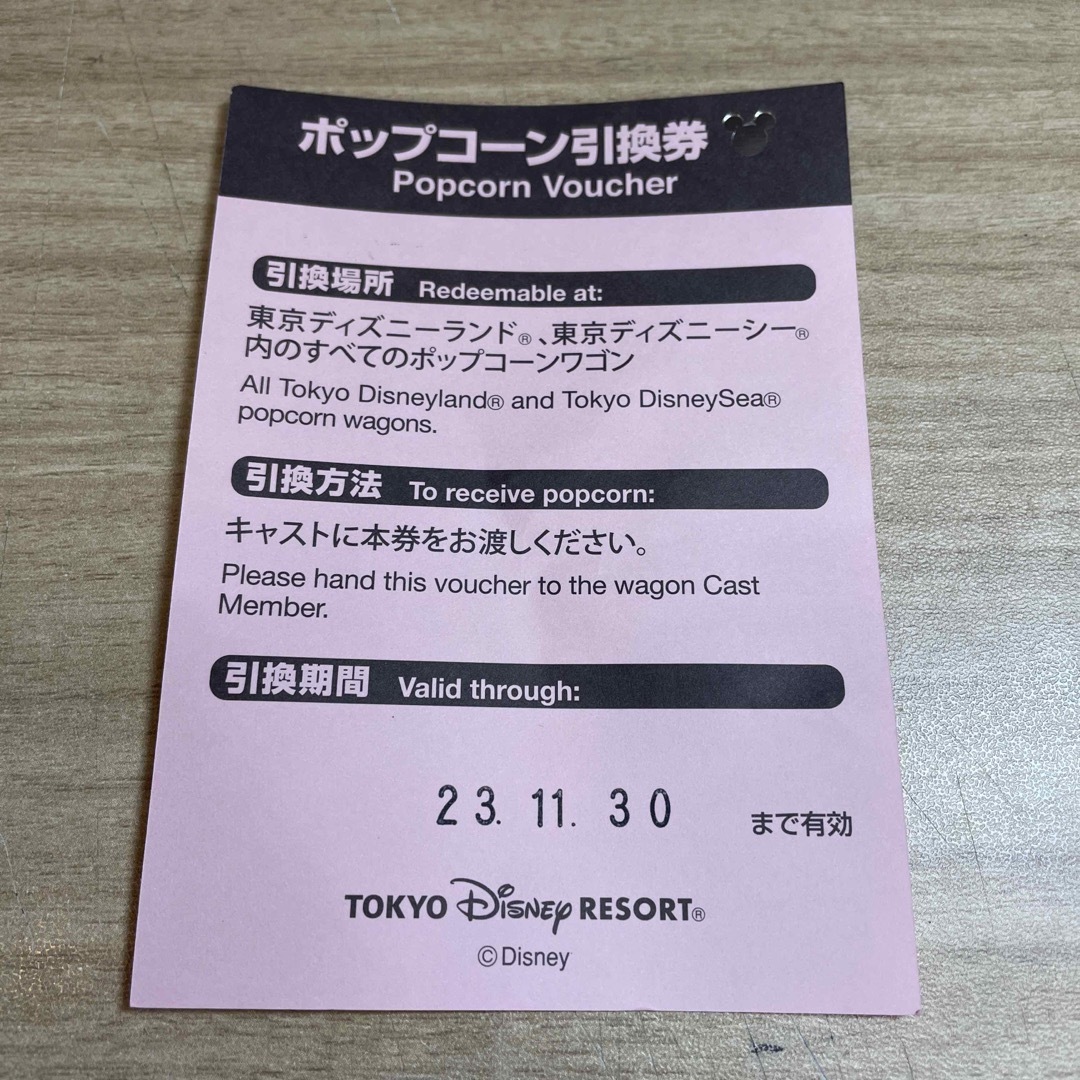 ポップコーン引換券
Popcorn Voucher
引換場所 Redeemable at:
東京ディズニーランド®、東京ディズニーシー®
内のすべてのポップコーンワゴン
All Tokyo Disneyland® and Tokyo DisneySea®
popcorn wagons.
引換方法 To receive popcorn:
キャストに本券をお渡しください。
Please hand this voucher to the wagon Cast
Member.
引換期間 Valid through:
23. 11. 30 まで有効
TOKYO Disney RESORT®
©Disney